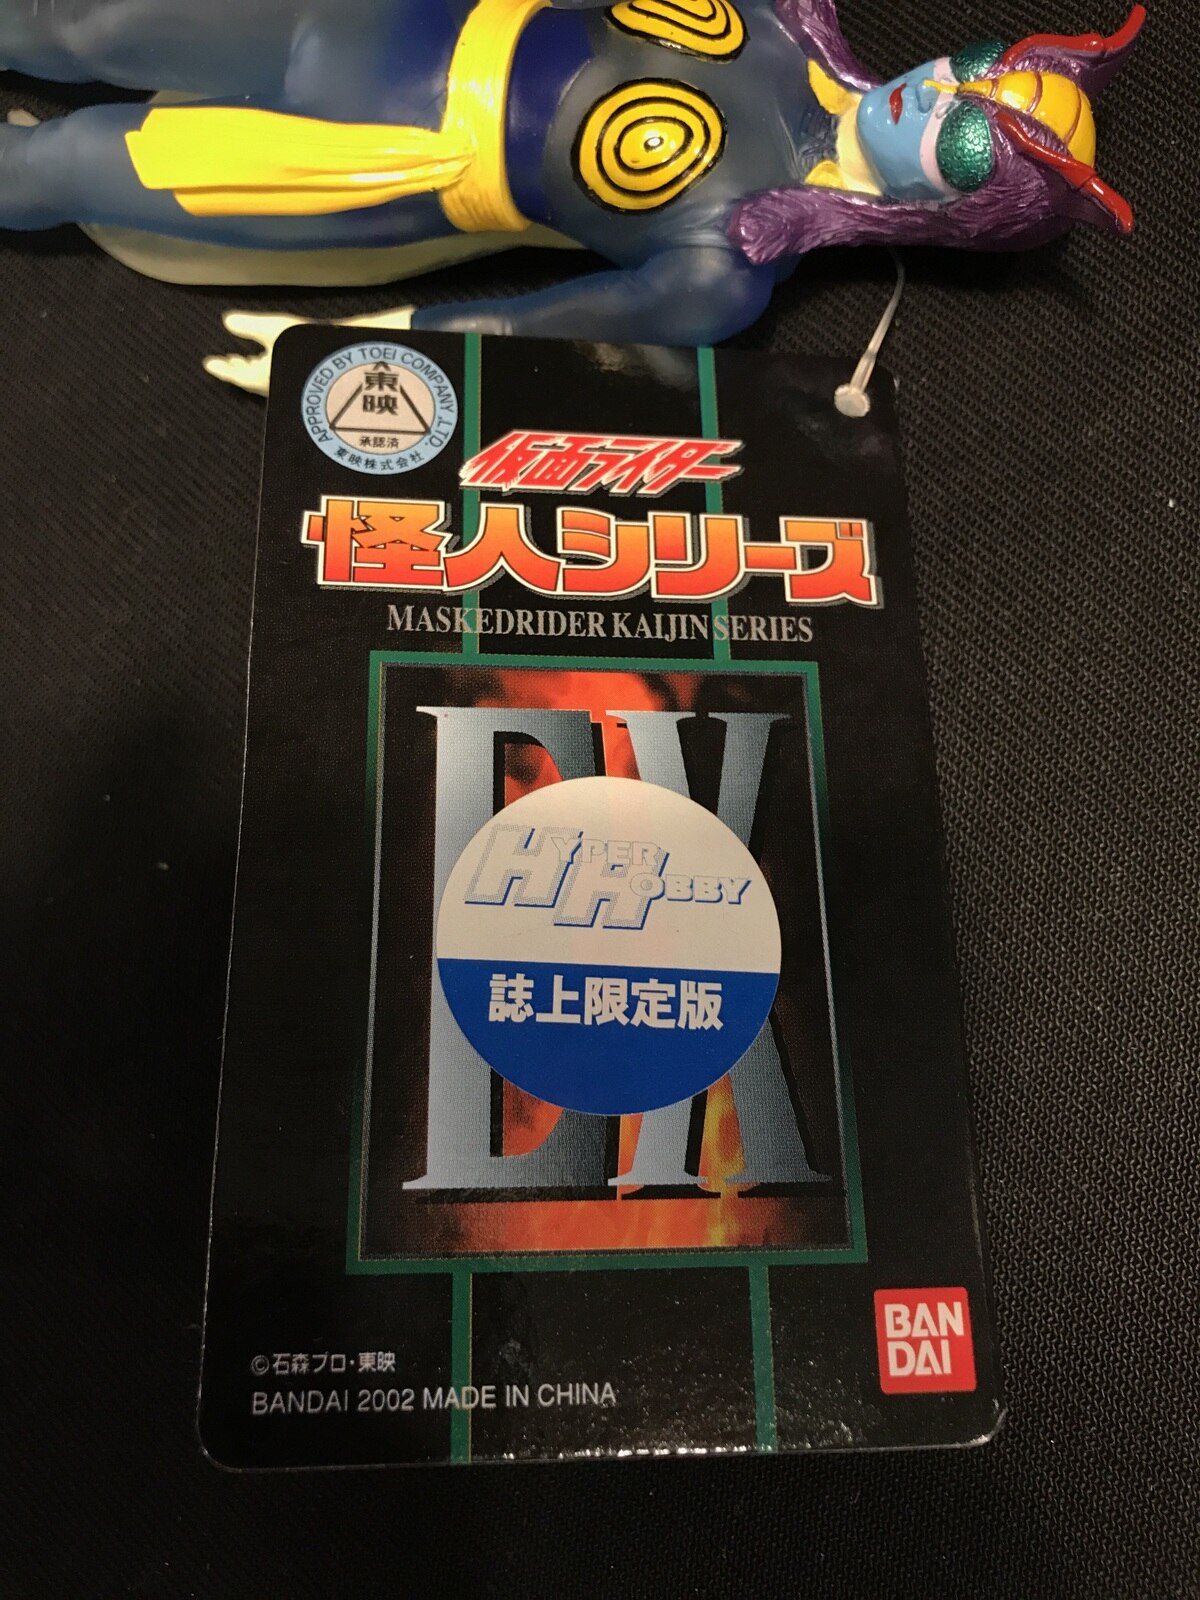 APPROVED BY TOEI COMPANY,LTD.
東映
承認済
東映株式会社
仮面ライダー
怪人シリーズ
MASKEDRIDER KAIJIN SERIES
EX
HYPER
HOBBY
誌上限定版
BAN
DAI
©石森プロ・東映
BANDAI 2002 MADE IN CHINA